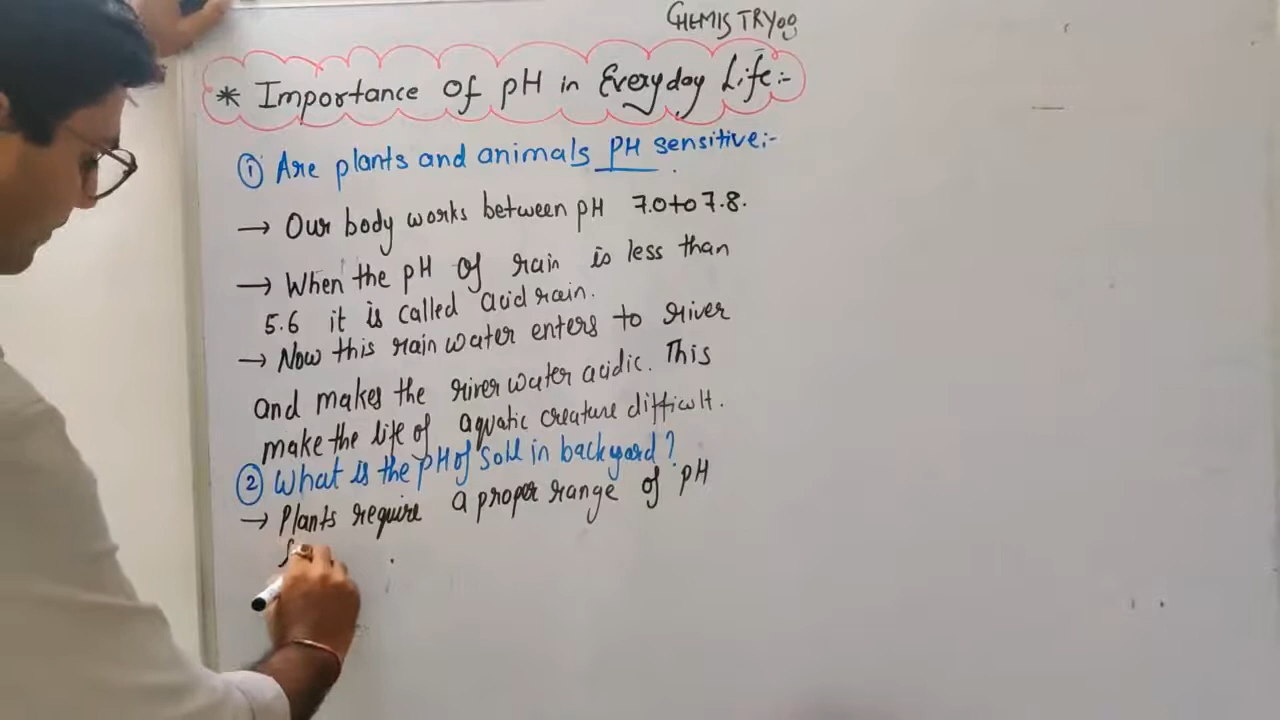 CHEMISTRY
* Importance of pH in Everyday Life:-
① Are plants and animals PH sensitive:-
→ Our body works between pH 7.0 to 7.8.
→ When the pH of rain is less than
5.6 it is called acid rain.
→ Now this rain water enters to river
and makes the river water acidic. This
make the life of aquatic creature difficult.
② What is the pH of soil in backyard?
→ Plants require a proper range of pH